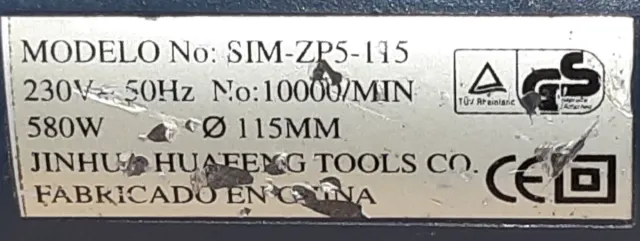 MODELO No: SIM-ZP5-115
230V~ 50Hz No:10000/MIN
580W Ø 115MM
JINHUA HUAFENG TOOLS CO.
FABRICADO EN CHINA
TÜV Rheinland
GS
CE